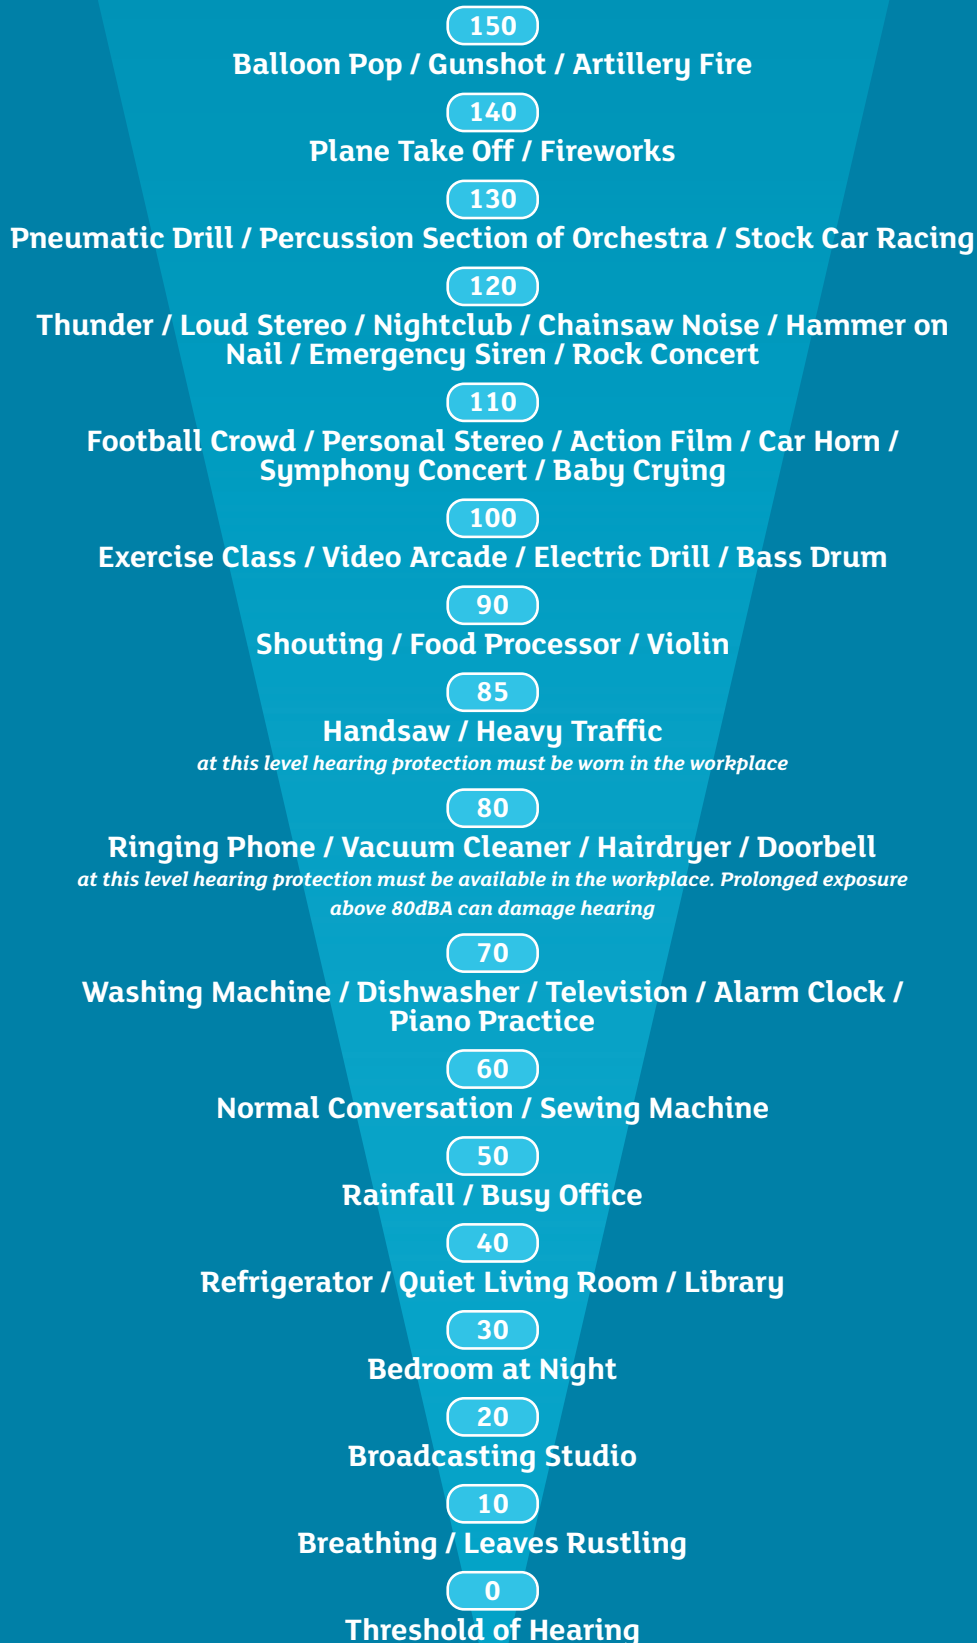 150
Balloon Pop / Gunshot / Artillery Fire
140
Plane Take Off / Fireworks
130
Pneumatic Drill / Percussion Section of Orchestra / Stock Car Racing
120
Thunder / Loud Stereo / Nightclub / Chainsaw Noise / Hammer on
Nail / Emergency Siren / Rock Concert
110
Football Crowd / Personal Stereo / Action Film / Car Horn /
Symphony Concert / Baby Crying
100
Exercise Class / Video Arcade / Electric Drill / Bass Drum
90
Shouting / Food Processor / Violin
85
Handsaw / Heavy Traffic
at this level hearing protection must be worn in the workplace
80
Ringing Phone / Vacuum Cleaner / Hairdryer / Doorbell
at this level hearing protection must be available in the workplace. Prolonged exposure
above 80dBA can damage hearing
70
Washing Machine / Dishwasher / Television / Alarm Clock /
Piano Practice
60
Normal Conversation / Sewing Machine
50
Rainfall / Busy Office
40
Refrigerator / Quiet Living Room / Library
30
Bedroom at Night
20
Broadcasting Studio
10
Breathing / Leaves Rustling
0
Threshold of Hearing